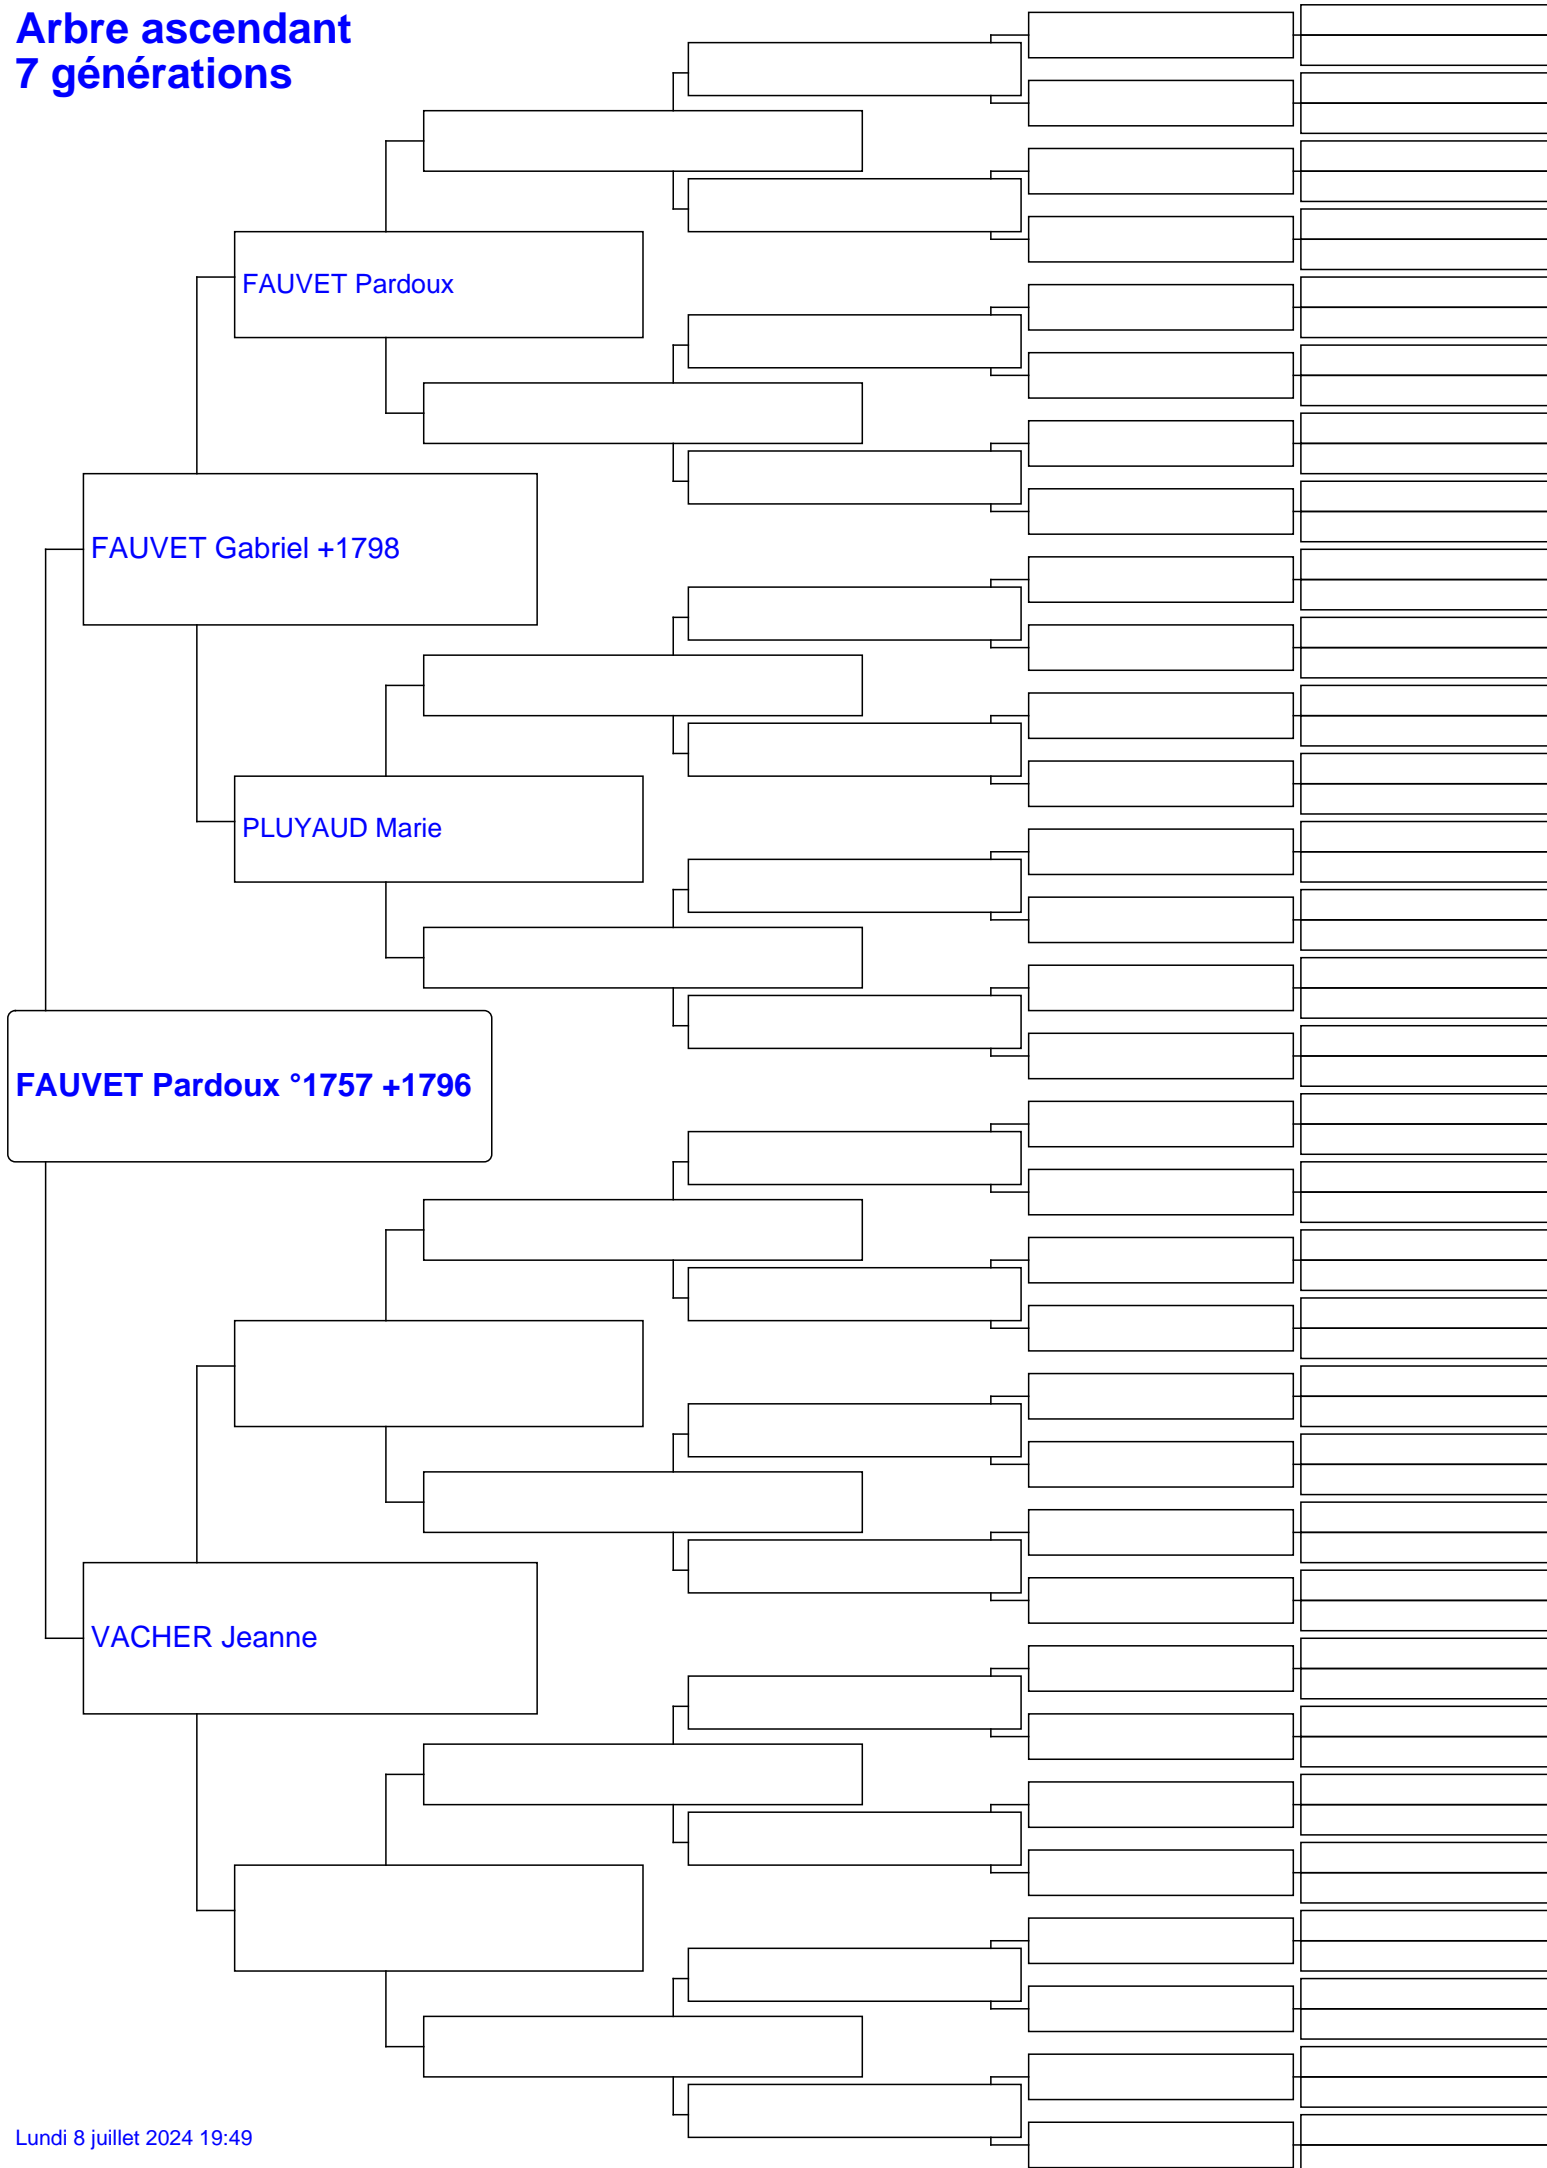 Arbre ascendant
7 générations
FAUVET Pardoux
FAUVET Gabriel +1798
PLUYAUD Marie
FAUVET Pardoux °1757 +1796
VACHER Jeanne
Lundi 8 juillet 2024 19:49